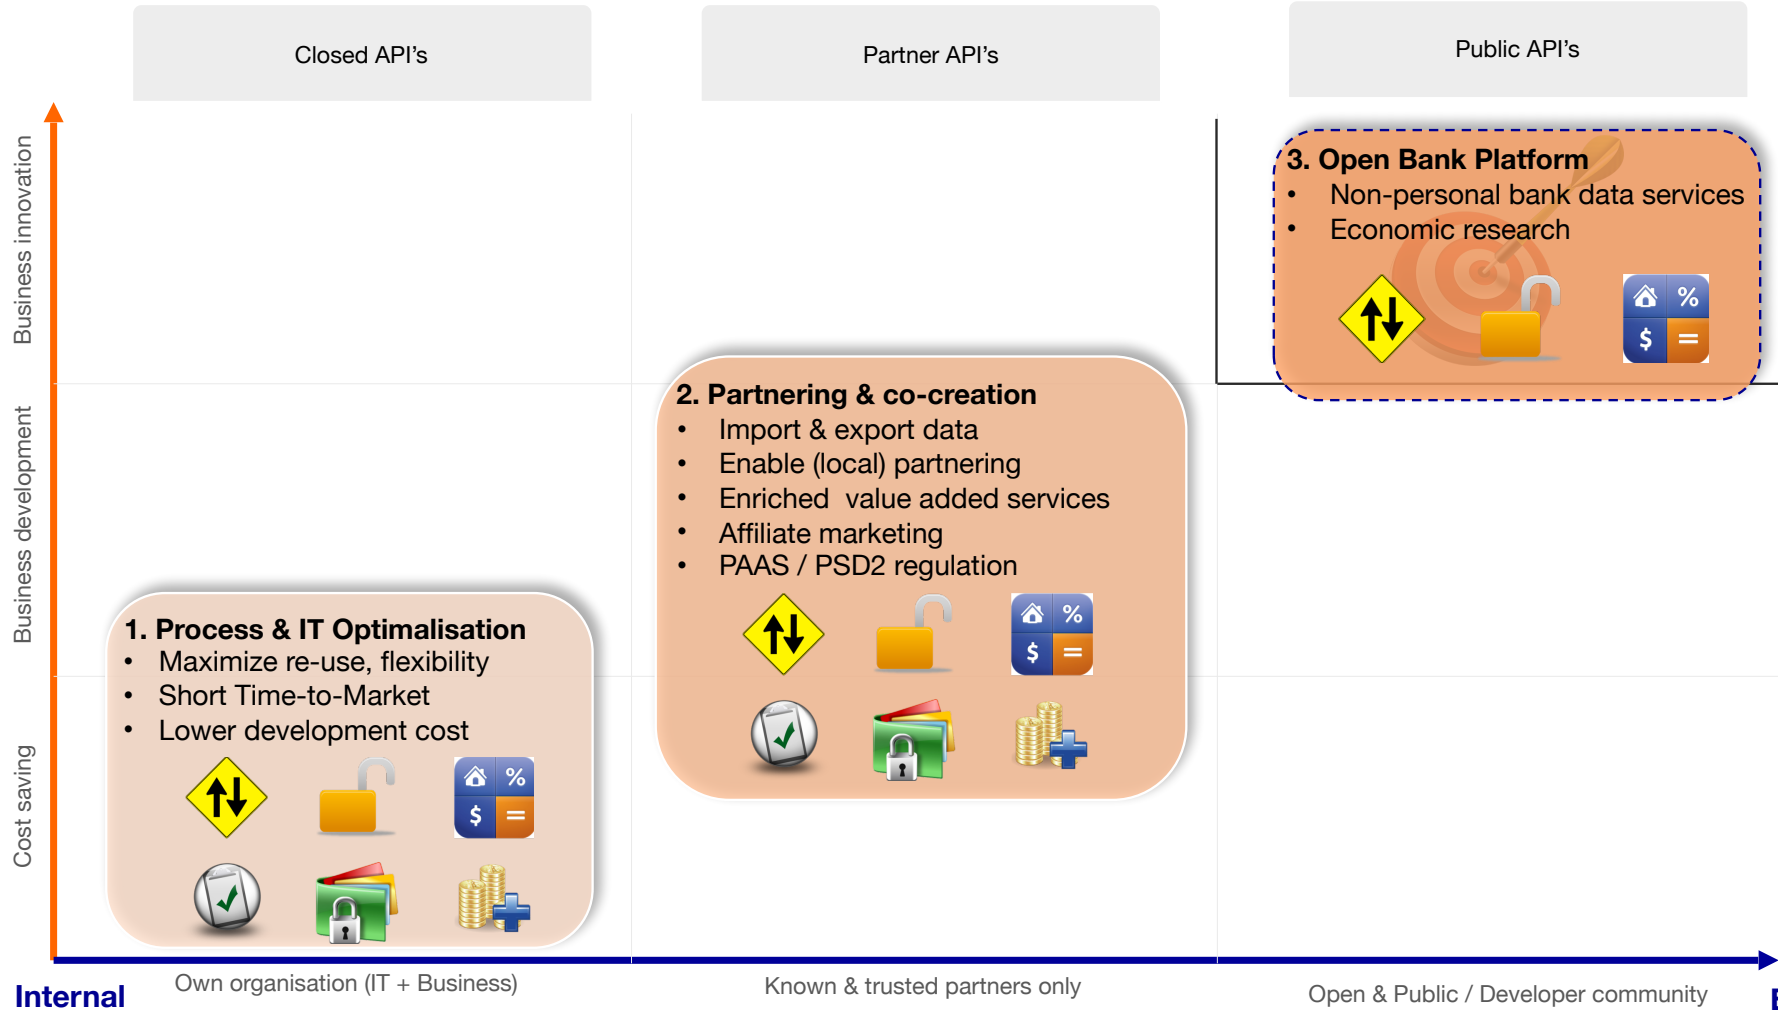 Closed API's
Partner API's
Public API's
Business innovation
Business development
Cost saving
3. Open Bank Platform
• Non-personal bank data services
• Economic research
% 
$ =
2. Partnering & co-creation
• Import & export data
• Enable (local) partnering
• Enriched value added services
• Affiliate marketing
• PAAS / PSD2 regulation
%
$ =
1. Process & IT Optimalisation
• Maximize re-use, flexibility
• Short Time-to-Market
• Lower development cost
%
$ =
Internal
Own organisation (IT + Business)
Known & trusted partners only
Open & Public / Developer community